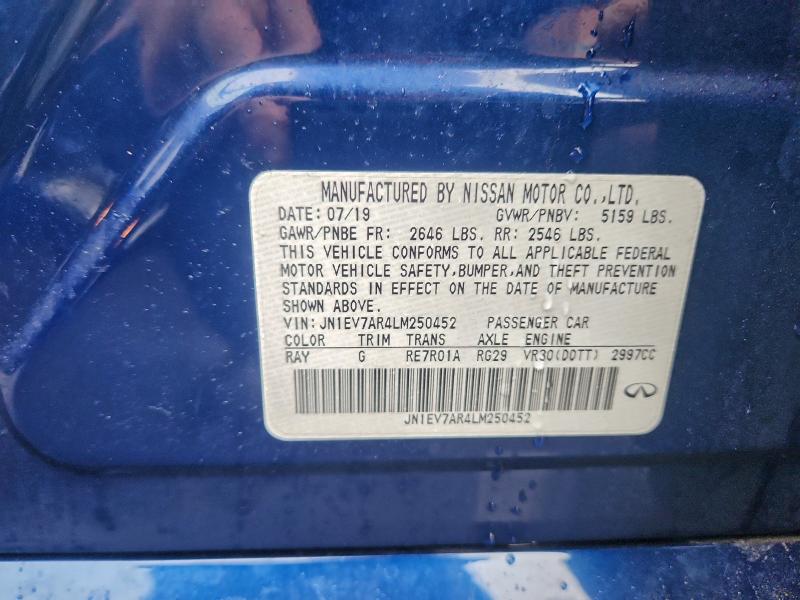 MANUFACTURED BY NISSAN MOTOR CO.,LTD.
DATE: 07/19 GVWR/PNBV: 5159 LBS.
GAWR/PNBE FR: 2646 LBS. RR: 2546 LBS.
THIS VEHICLE CONFORMS TO ALL APPLICABLE FEDERAL
MOTOR VEHICLE SAFETY,BUMPER,AND THEFT PREVENTION
STANDARDS IN EFFECT ON THE DATE OF MANUFACTURE
SHOWN ABOVE.
VIN: JN1EV7AR4LM250452 PASSENGER CAR
COLOR TRIM TRANS AXLE ENGINE
RAY G RE7R01A RG29 VR30(DDTT) 2997CC
JN1EV7AR4LM250452